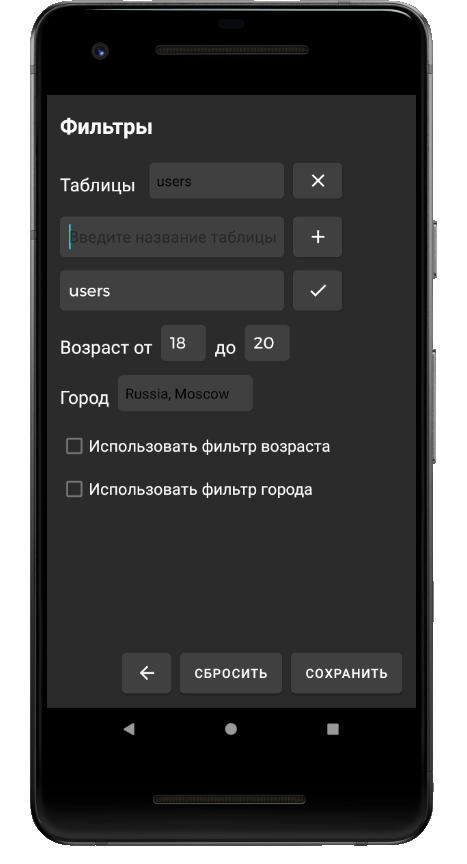 Фильтры
Таблицы users
Введите название таблицы
users
Возраст от 18 до 20
Город Russia, Moscow
Использовать фильтр возраста
Использовать фильтр города
СБРОСИТЬ СОХРАНИТЬ